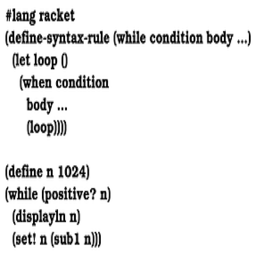 #lang racket
(define-syntax-rule (while condition body ...)
(let loop ()
(when condition
body ...
(loop))))
(define n 1024)
(while (positive? n)
(displayln n)
(set! n (sub1 n)))